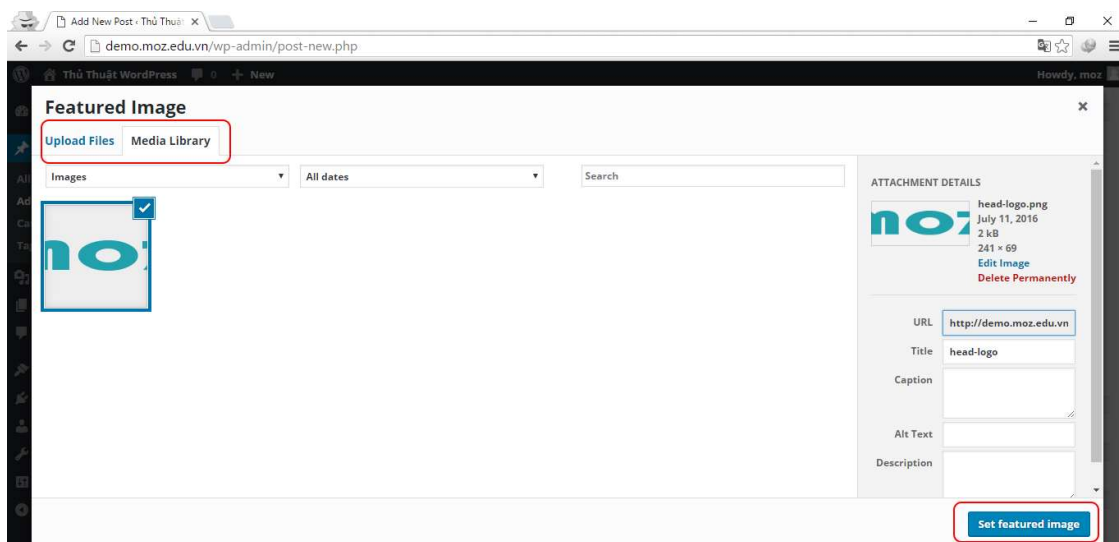 Add New Post ‹ Thủ Thuậ
demo.moz.edu.vn/wp-admin/post-new.php
Thủ Thuật WordPress 0 + New Howdy, moz
Featured Image
Upload Files Media Library
Images All dates Search
ATTACHMENT DETAILS
head-logo.png
July 11, 2016
2 kB
241 × 69
Edit Image
Delete Permanently
URL http://demo.moz.edu.vn
Title head-logo
Caption
Alt Text
Description
Set featured image